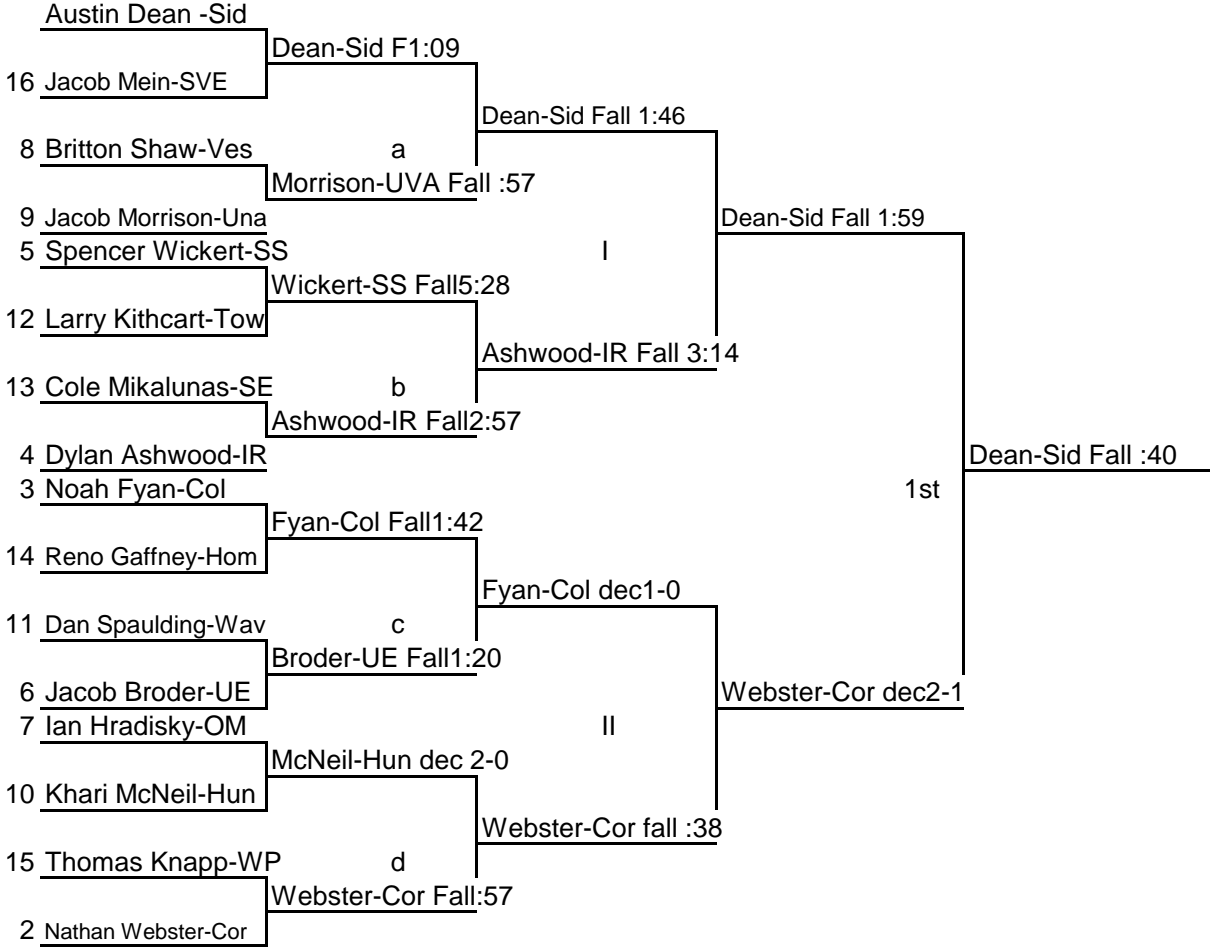 Austin Dean -Sid
Dean-Sid F1:09
16 Jacob Mein-SVE
Dean-Sid Fall 1:46
8 Britton Shaw-Ves
a
Morrison-UVA Fall :57
9 Jacob Morrison-Una
Dean-Sid Fall 1:59
5 Spencer Wickert-SS
I
Wickert-SS Fall5:28
12 Larry Kithcart-Tow
Ashwood-IR Fall 3:14
13 Cole Mikalunas-SE
b
Ashwood-IR Fall2:57
4 Dylan Ashwood-IR
Dean-Sid Fall :40
3 Noah Fyan-Col
1st
Fyan-Col Fall1:42
14 Reno Gaffney-Hom
Fyan-Col dec1-0
11 Dan Spaulding-Wav
c
Broder-UE Fall1:20
6 Jacob Broder-UE
Webster-Cor dec2-1
7 Ian Hradisky-OM
II
McNeil-Hun dec 2-0
10 Khari McNeil-Hun
Webster-Cor fall :38
15 Thomas Knapp-WP
d
Webster-Cor Fall:57
2 Nathan Webster-Cor